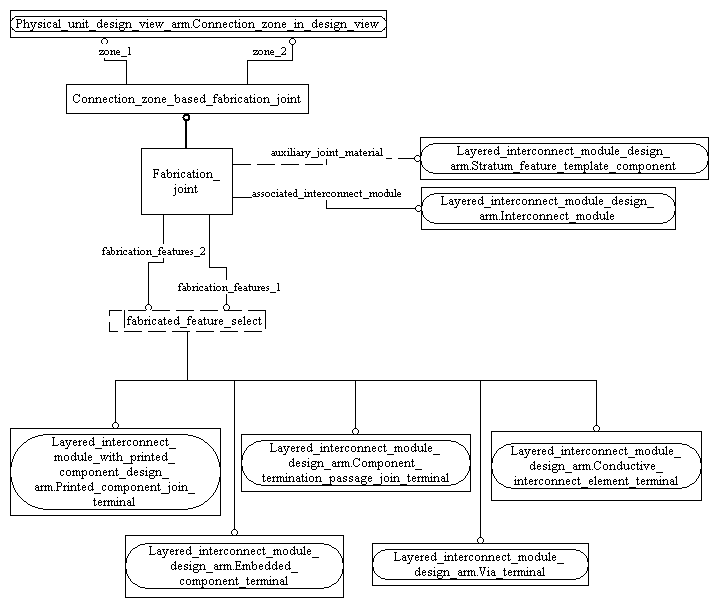 Physical_unit_design_view_arm.Connection_zone_in_design_view
zone_1
zone_2
Connection_zone_based_fabrication_joint
Fabrication_
joint
auxiliary_joint_material
Layered_interconnect_module_design_
arm.Stratum_feature_template_component
associated_interconnect_module
Layered_interconnect_module_design_
arm.Interconnect_module
fabrication_features_2
fabrication_features_1
fabricated_feature_select
Layered_interconnect_
module_with_printed_
component_design_
arm.Printed_component_join_
terminal
Layered_interconnect_module_
design_arm.Component_
termination_passage_join_terminal
Layered_interconnect_module_
design_arm.Conductive_
interconnect_element_terminal
Layered_interconnect_module_
design_arm.Embedded_
component_terminal
Layered_interconnect_module_
design_arm.Via_terminal